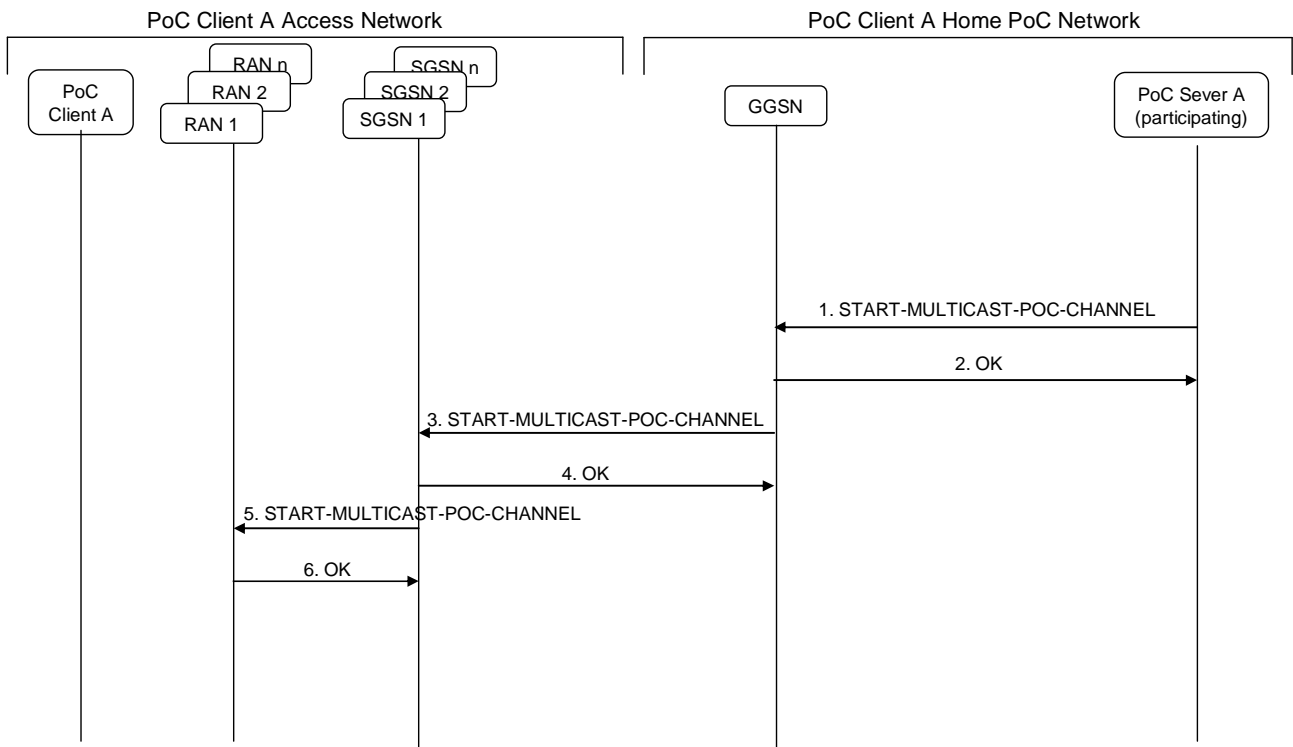 PoC Client A Access Network
PoC Client A Home PoC Network
RAN n
SGSN n
PoC
Client A
RAN 2
SGSN 2
GGSN
PoC Sever A
(participating)
RAN 1
SGSN 1
1. START-MULTICAST-POC-CHANNEL
2. OK
3. START-MULTICAST-POC-CHANNEL
4. OK
5. START-MULTICAST-POC-CHANNEL
6. OK